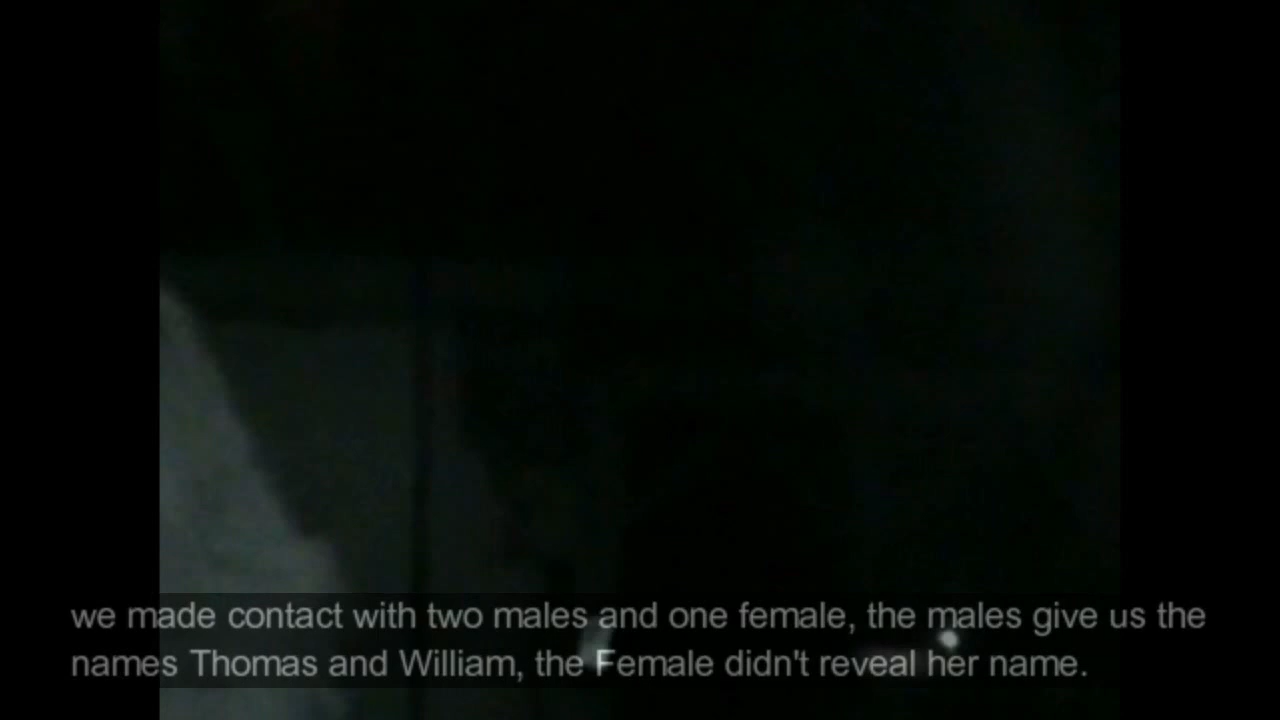 we made contact with two males and one female, the males give us the
names Thomas and William, the Female didn't reveal her name.